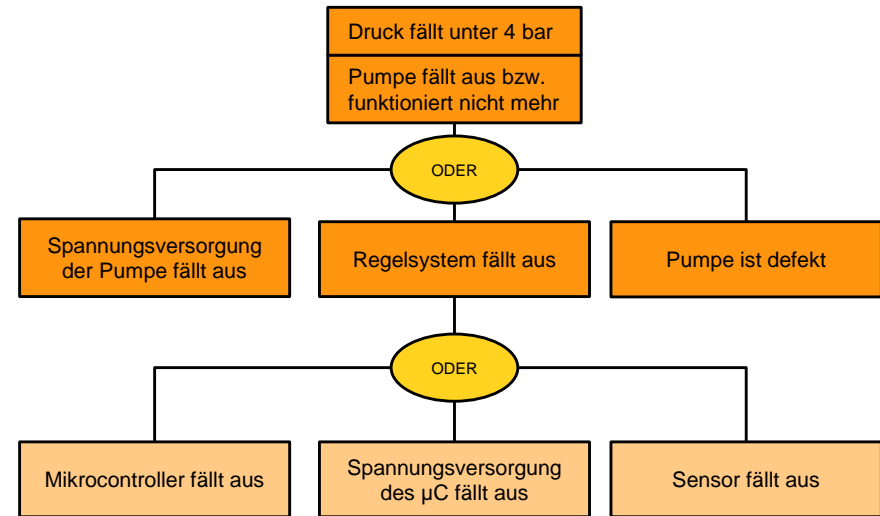 Druck fällt unter 4 bar
Pumpe fällt aus bzw.
funktioniert nicht mehr
ODER
Spannungsversorgung
der Pumpe fällt aus
Regelsystem fällt aus
Pumpe ist defekt
ODER
Mikrocontroller fällt aus
Spannungsversorgung
des µC fällt aus
Sensor fällt aus